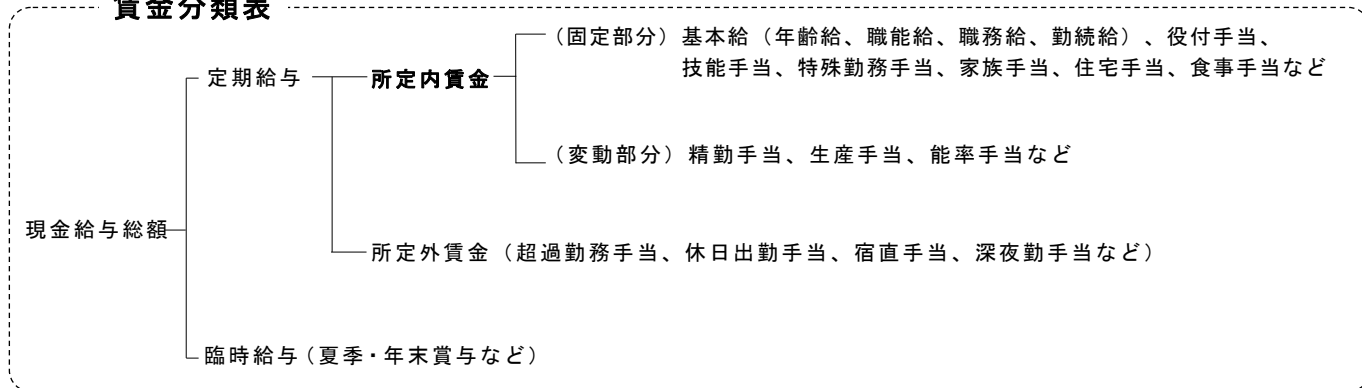 賃金分類表
(固定部分)基本給(年齢給、職能給、職務給、勤続給)、役付手当、
技能手当、特殊勤務手当、家族手当、住宅手当、食事手当など
定期給与
所定内賃金
(変動部分)精勤手当、生産手当、能率手当など
現金給与総額
所定外賃金(超過勤務手当、休日出勤手当、宿直手当、深夜勤手当など)
臨時給与(夏季・年末賞与など)